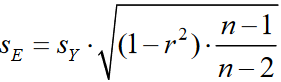 s_E = s_Y · √((1 − r²) · (n − 1)/(n − 2))